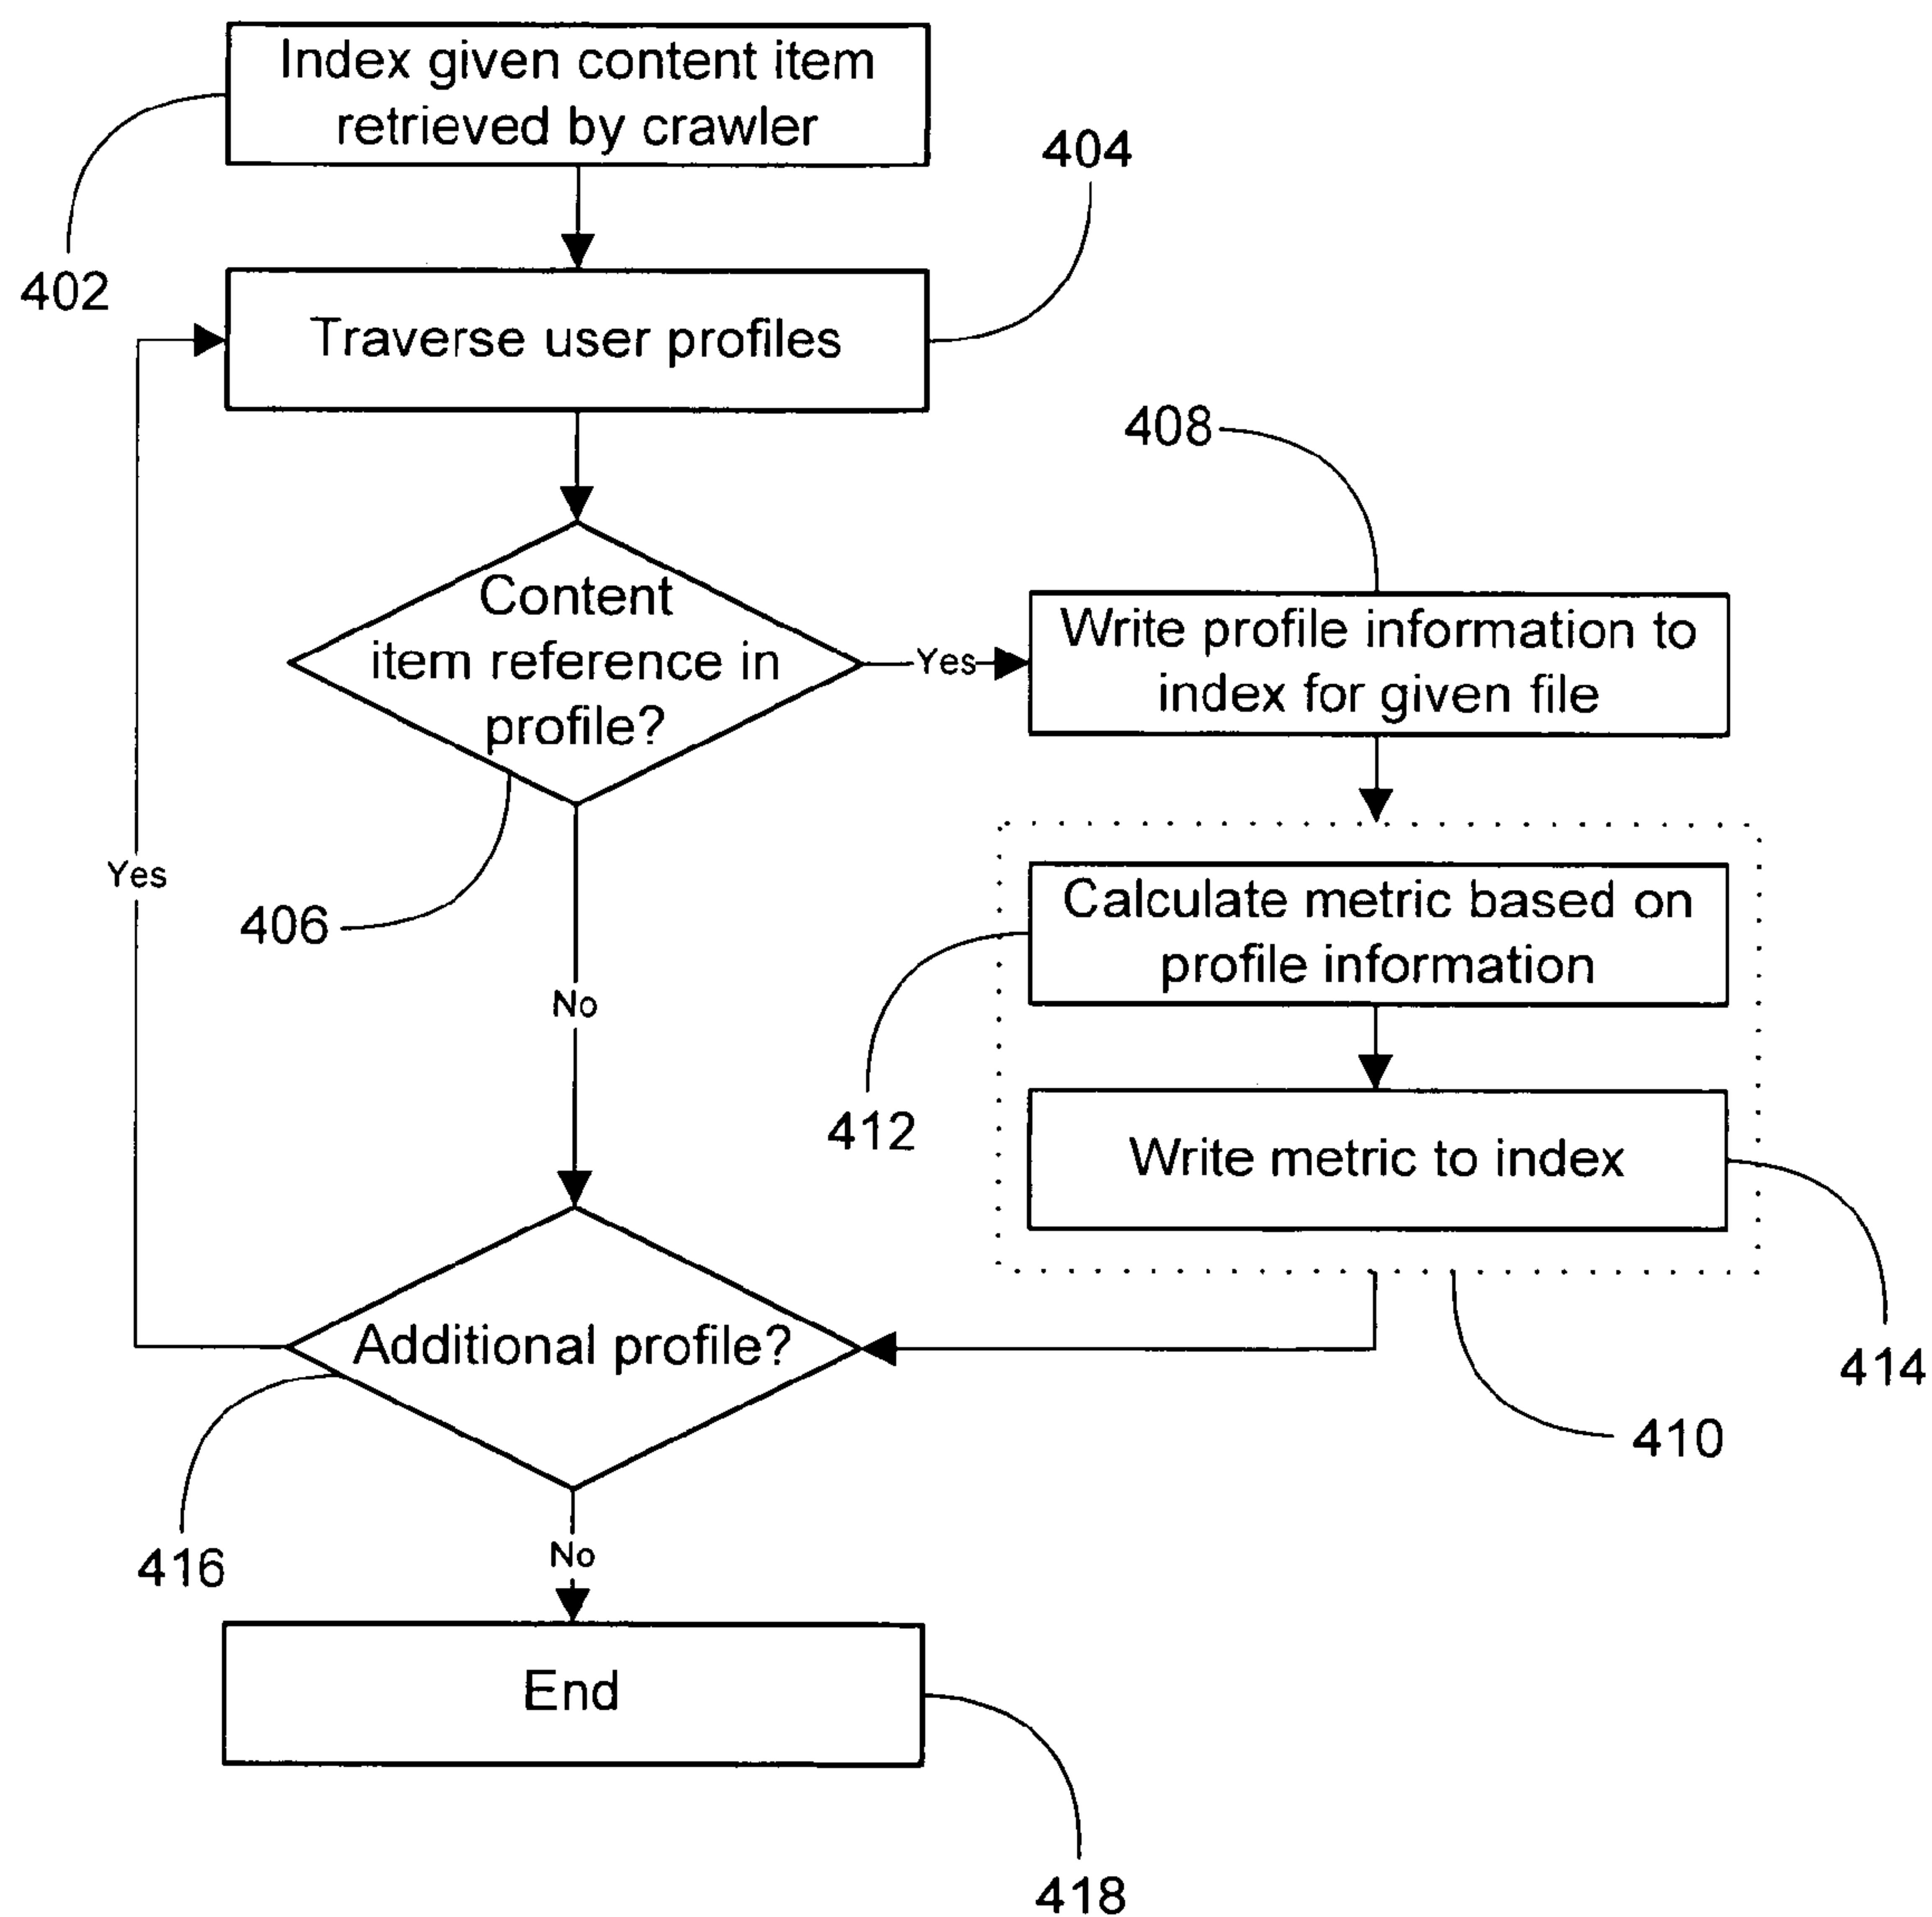 Index given content item
retrieved by crawler
404
402
Traverse user profiles
408
Content
item reference in
profile?
Yes
Write profile information to
index for given file
Yes
406
Calculate metric based on
profile information
No
412
Write metric to index
Additional profile?
414
410
416
No
End
418